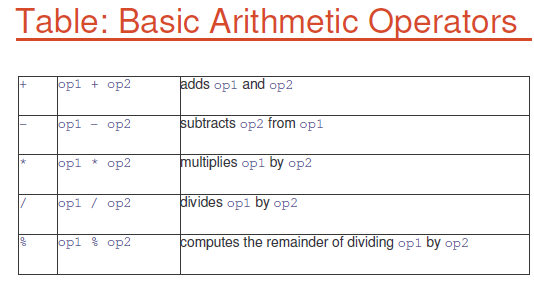 Table: Basic Arithmetic Operators
+ op1 + op2 adds op1 and op2
- op1 - op2 subtracts op2 from op1
* op1 * op2 multiplies op1 by op2
/ op1 / op2 divides op1 by op2
% op1 % op2 computes the remainder of dividing op1 by op2